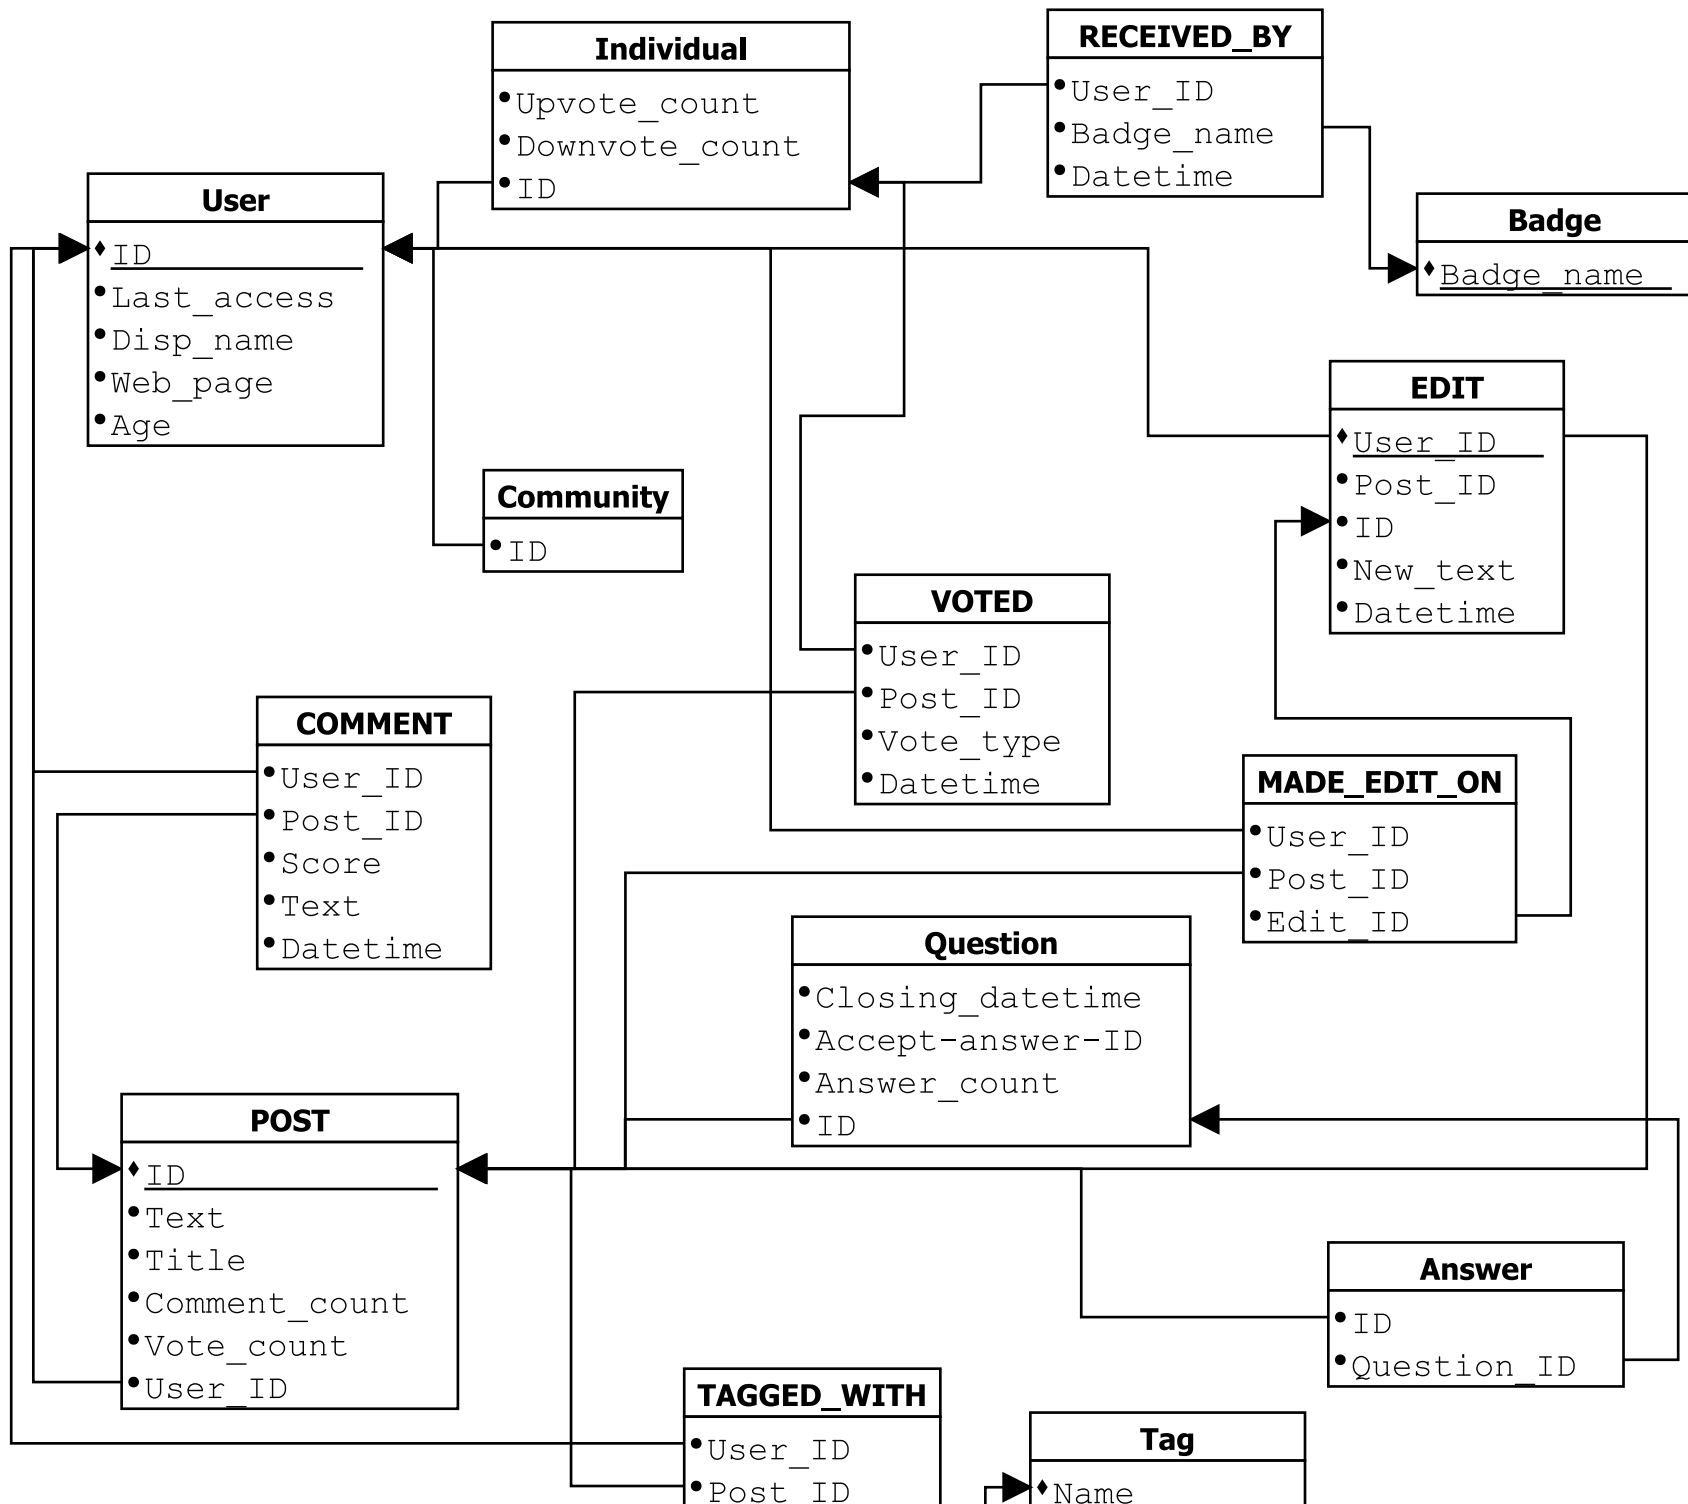 Individual
Upvote_count
Downvote_count
ID
RECEIVED_BY
User_ID
Badge_name
Datetime
User
ID
Last_access
Disp_name
Web_page
Age
Badge
Badge_name
EDIT
User_ID
Post_ID
ID
New_text
Datetime
Community
ID
VOTED
User_ID
Post_ID
Vote_type
Datetime
COMMENT
User_ID
Post_ID
Score
Text
Datetime
MADE_EDIT_ON
User_ID
Post_ID
Edit_ID
Question
Closing_datetime
Accept-answer-ID
Answer_count
ID
POST
ID
Text
Title
Comment_count
Vote_count
User_ID
Answer
ID
Question_ID
TAGGED_WITH
User_ID
Post ID
Tag
Name